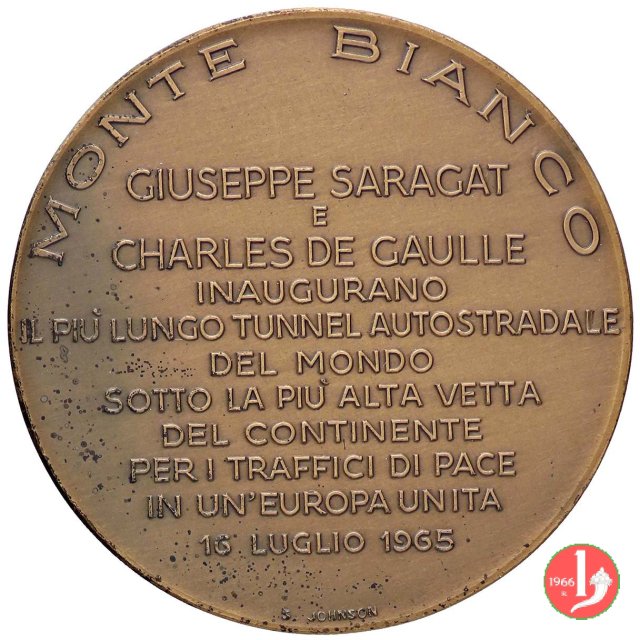 MONTE BIANCO
GIUSEPPE SARAGAT
E
CHARLES DE GAULLE
INAUGURANO
IL PIÙ LUNGO TUNNEL AUTOSTRADALE
DEL MONDO
SOTTO LA PIÙ ALTA VETTA
DEL CONTINENTE
PER I TRAFFICI DI PACE
IN UN'EUROPA UNITA
16 LUGLIO 1965
S. JOHNSON
1966